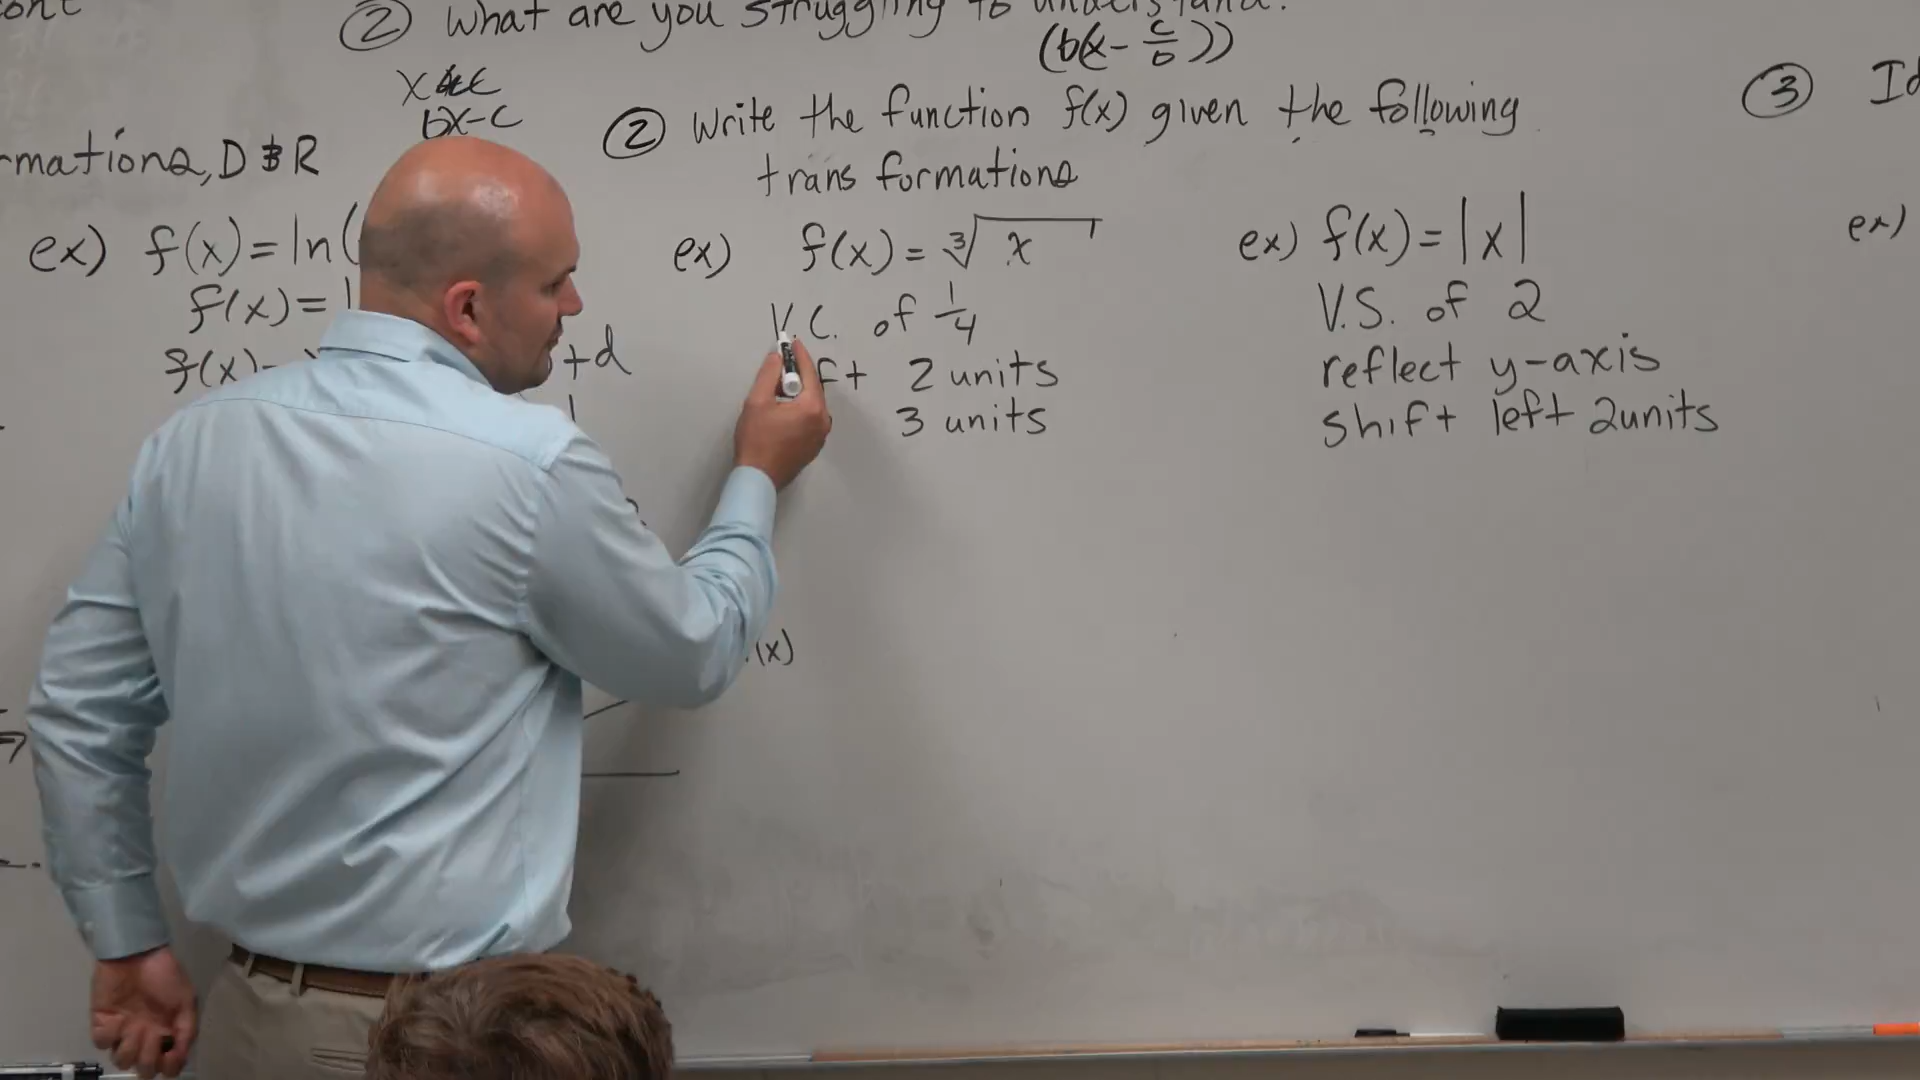 ② What are you struggling to understand?
(b(x - c/b))
bx-c
② Write the function f(x) given the following
transformations
ex) f(x) = ∛x
V.C. of 1/4
2 units
3 units
ex) f(x) = |x|
V.S. of 2
reflect y-axis
shift left 2units
③ Id
ex)
rmations, D & R
ex) f(x) = ln(
f(x) =
f(x)
+d
(x)